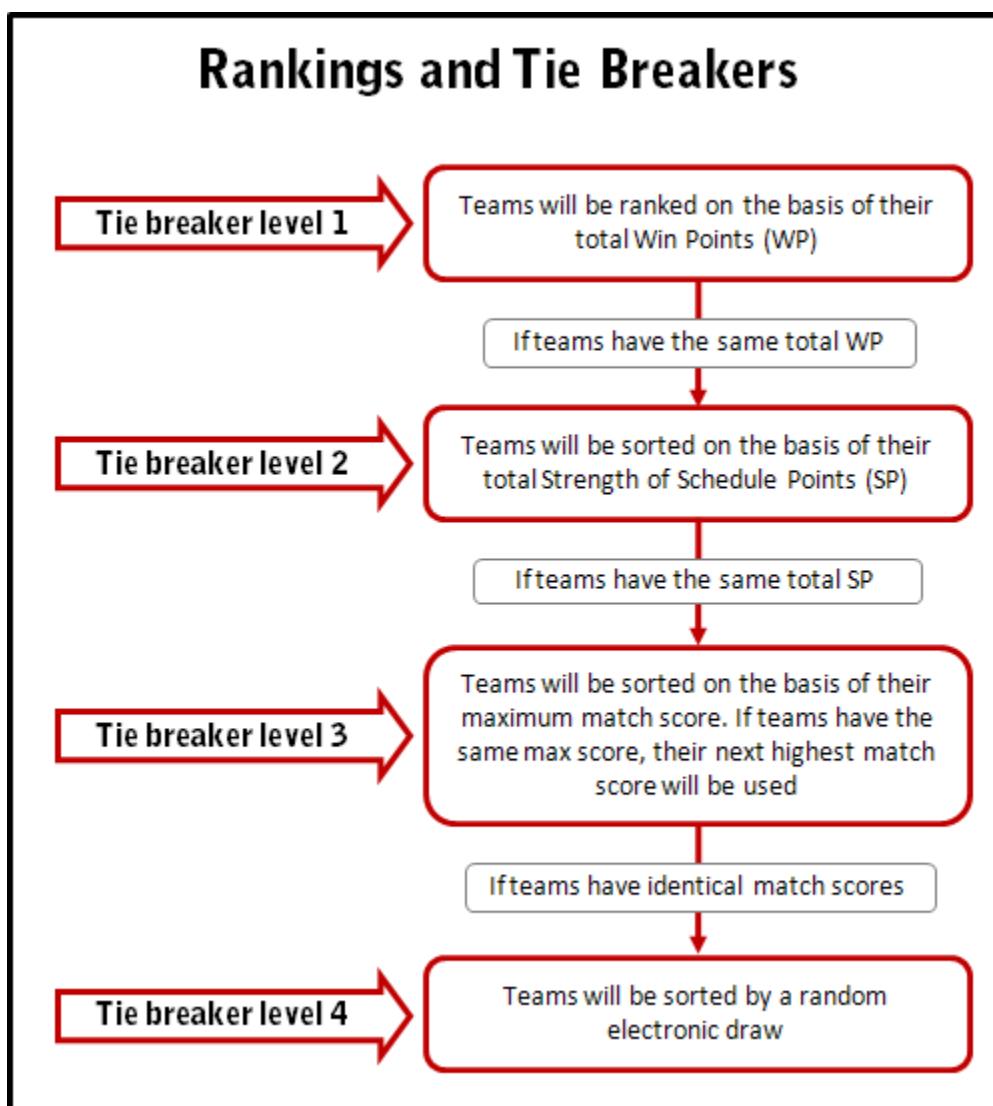 Rankings and Tie Breakers
Tie breaker level 1
Teams will be ranked on the basis of their
total Win Points (WP)
If teams have the same total WP
Tie breaker level 2
Teams will be sorted on the basis of their
total Strength of Schedule Points (SP)
If teams have the same total SP
Tie breaker level 3
Teams will be sorted on the basis of their
maximum match score. If teams have the
same max score, their next highest match
score will be used
If teams have identical match scores
Tie breaker level 4
Teams will be sorted by a random
electronic draw